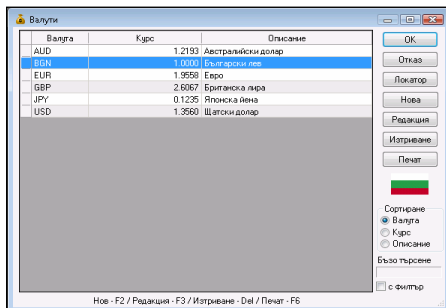 Валути
Валута Курс Описание
AUD 1.2193 Австралийски долар
BGN 1.0000 Български лев
EUR 1.9558 Евро
GBP 2.6067 Британска лира
JPY 0.1235 Японска йена
USD 1.3560 Щатски долар
OK
Отказ
Локатор
Нова
Редакция
Изтриване
Печат
Сортиране
Валута
Курс
Описание
Бързо търсене
с Филтър
Нов - F2 / Редакция - F3 / Изтриване - Del / Печат - F6